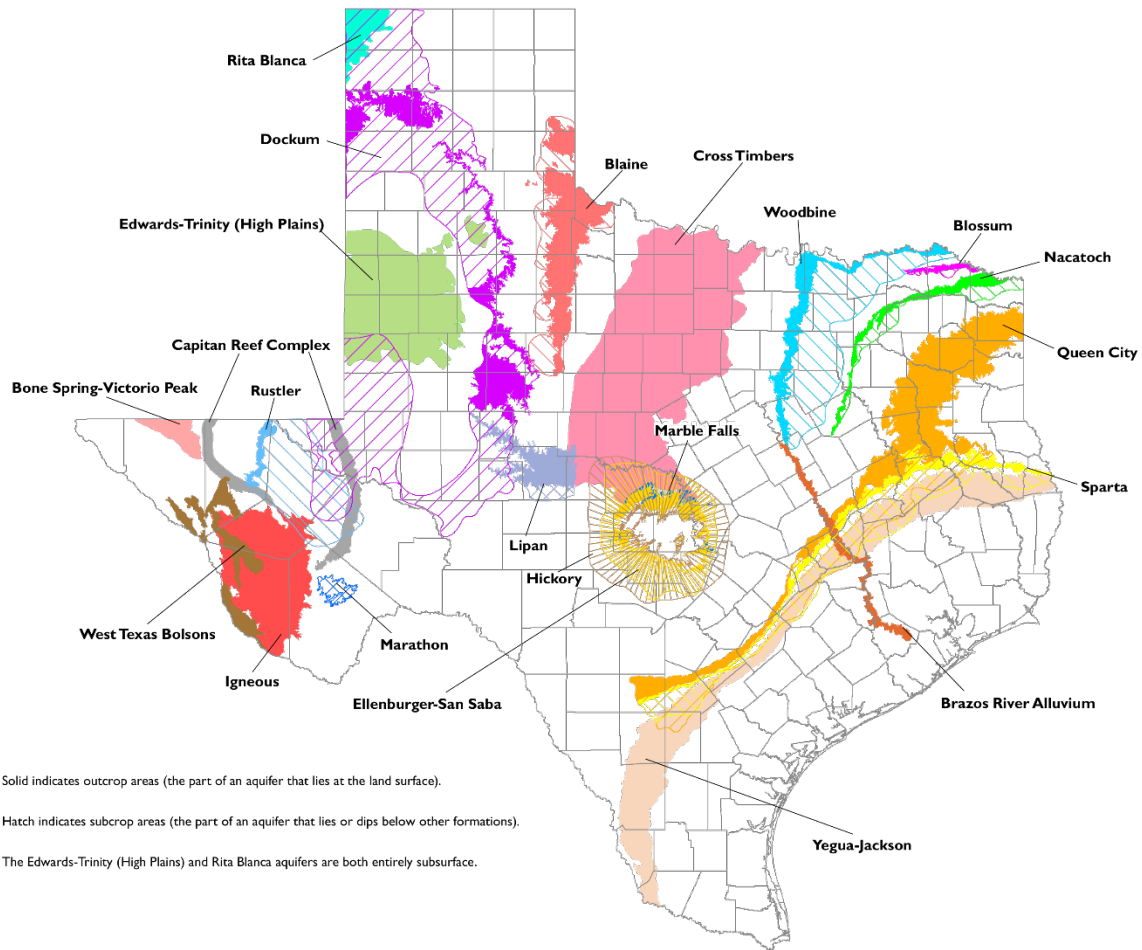 Rita Blanca
Dockum
Blaine
Cross Timbers
Woodbine
Edwards-Trinity (High Plains)
Blossum
Nacatoch
Capitan Reef Complex
Queen City
Bone Spring-Victorio Peak
Rustler
Marble Falls
Sparta
Lipan
Hickory
West Texas Bolsons
Marathon
Igneous
Ellenburger-San Saba
Brazos River Alluvium
Solid indicates outcrop areas (the part of an aquifer that lies at the land surface).
Hatch indicates subcrop areas (the part of an aquifer that lies or dips below other formations).
Yegua-Jackson
The Edwards-Trinity (High Plains) and Rita Blanca aquifers are both entirely subsurface.